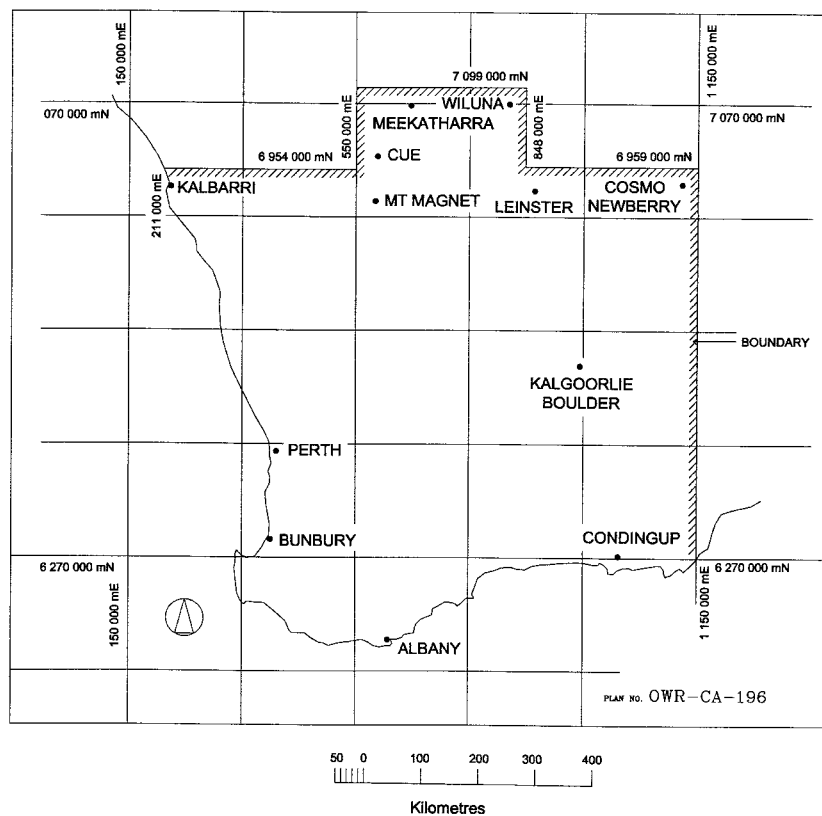 150 000 mE
1 150 000 mE
7 099 000 mN
070 000 mN
550 000 mE
WILUNA
MEEKATHARRA
848 000 mE
7 070 000 mN
6 954 000 mN
CUE
6 959 000 mN
KALBARRI
211 000 mE
MT MAGNET
LEINSTER
COSMO
NEWBERRY
BOUNDARY
KALGOORLIE
BOULDER
PERTH
BUNBURY
CONDINGUP
6 270 000 mN
6 270 000 mN
150 000 mE
1 150 000 mE
ALBANY
PLAN NO. OWR-CA-196
50 0 100 200 300 400
Kilometres